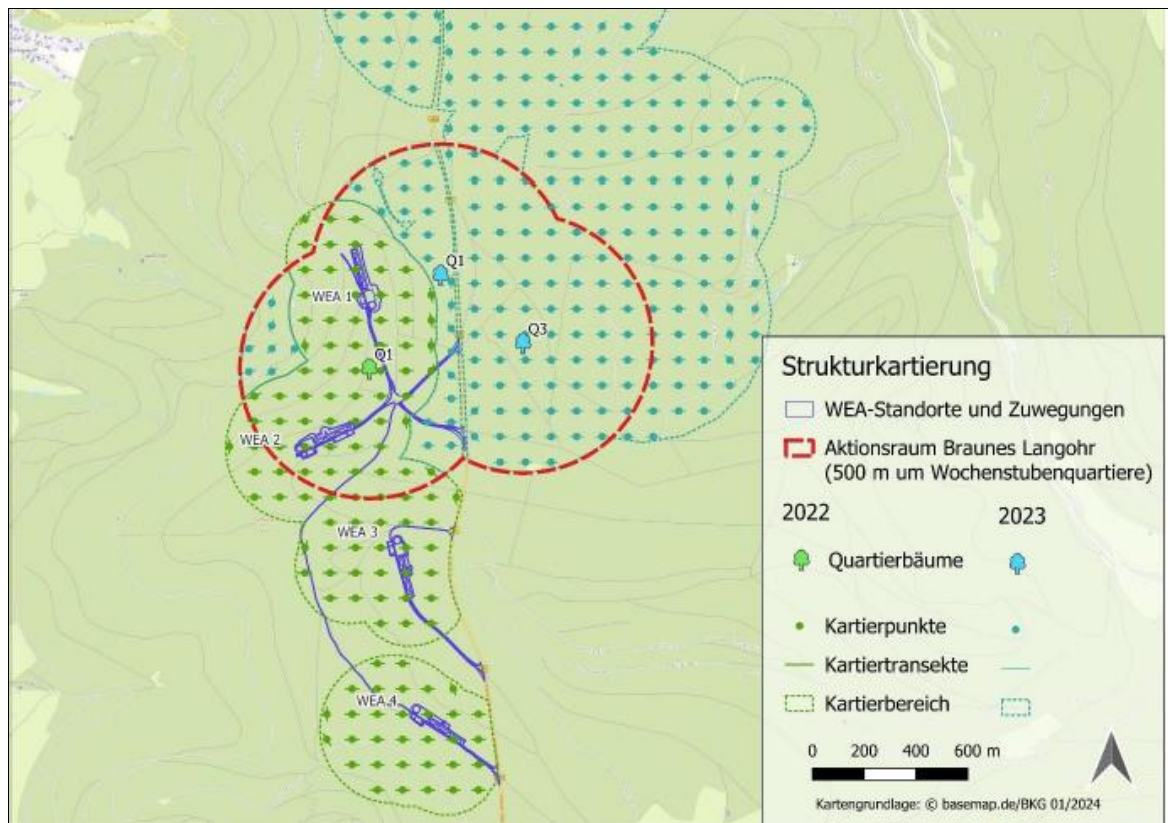 Q1
WEA 1
Q3
Q1
WEA 2
WEA 3
WEA 4
Strukturkartierung
WEA-Standorte und Zuwegungen
Aktionsraum Braunes Langohr
(500 m um Wochenstubenquartiere)
2022 2023
Quartierbäume
Kartierpunkte
Kartiertransekte
Kartierbereich
0 200 400 600 m
Kartengrundlage: © basemap.de/BKG 01/2024